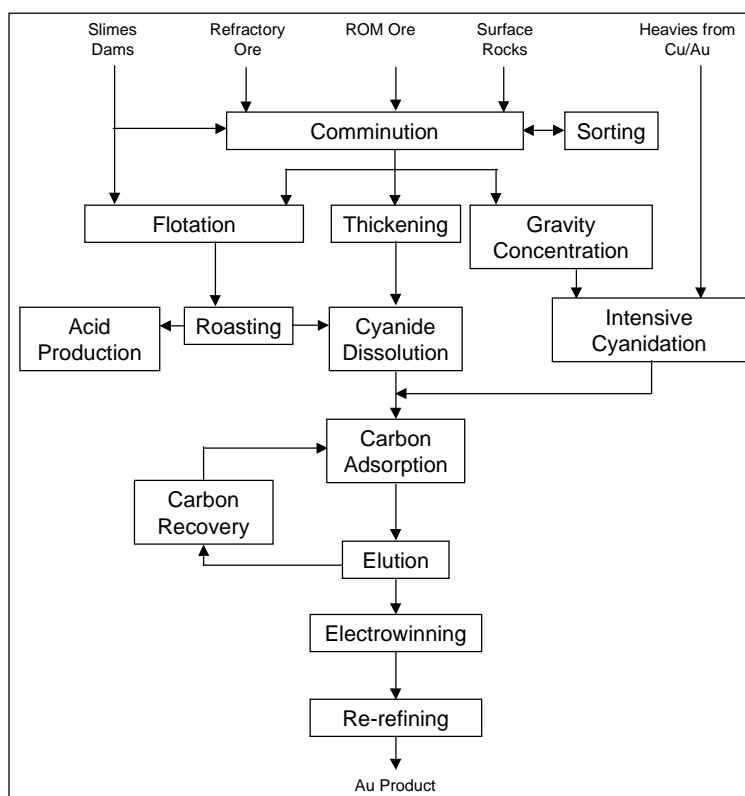 Slimes
Dams
Refractory
Ore
ROM Ore
Surface
Rocks
Heavies from
Cu/Au
Comminution
Sorting
Flotation
Thickening
Gravity
Concentration
Acid
Production
Roasting
Cyanide
Dissolution
Intensive
Cyanidation
Carbon
Adsorption
Carbon
Recovery
Elution
Electrowinning
Re-refining
Au Product